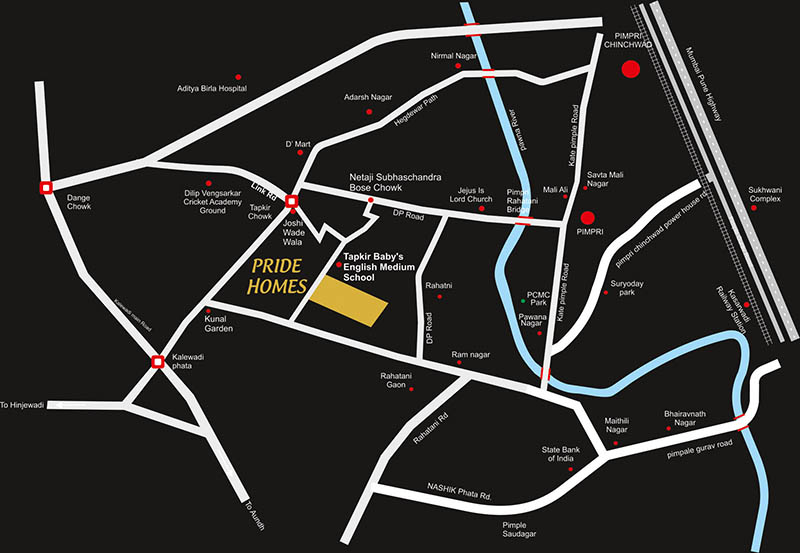 PIMPRI
CHINCHWAD
Mumbai Pune Highway
Nirmal Nagar
Aditya Birla Hospital
Adarsh Nagar
Hegdewar Path
pawna River
Kate pimple Road
D' Mart
Netaji Subhaschandra
Bose Chowk
Link Rd
Dilip Vengsarkar
Cricket Academy
Ground
Tapkir
Chowk
Joshi
Wade
Wala
Dange
Chowk
DP Road
Jejus Is
Lord Church
Pimpri
Rahatani
Bridge
Mali Ali
Savta Mali
Nagar
PIMPRI
Sukhwani
Complex
pimpri chinchwad power house rd
PRIDE
HOMES
Tapkir Baby's
English Medium
School
Rahatni
DP Road
PCMC
Park
Pawana
Nagar
Kate pimple Road
Suryoday
park
Kasarvadi
Railway Station
Kalewadi main Road
Kunal
Garden
Kalewadi
phata
Ram nagar
Rahatani
Gaon
To Hinjewadi
Rahatani Rd
State Bank
of India
Maithili
Nagar
Bhairavnath
Nagar
pimpale gurav road
NASHIK Phata Rd.
Pimple
Saudagar
To Aundh